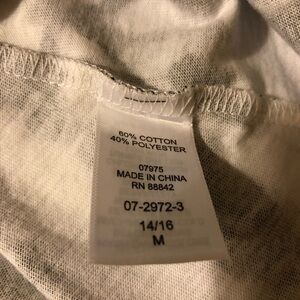 60% COTTON
40% POLYESTER
07975
MADE IN CHINA
RN 88842
07-2972-3
14/16
M